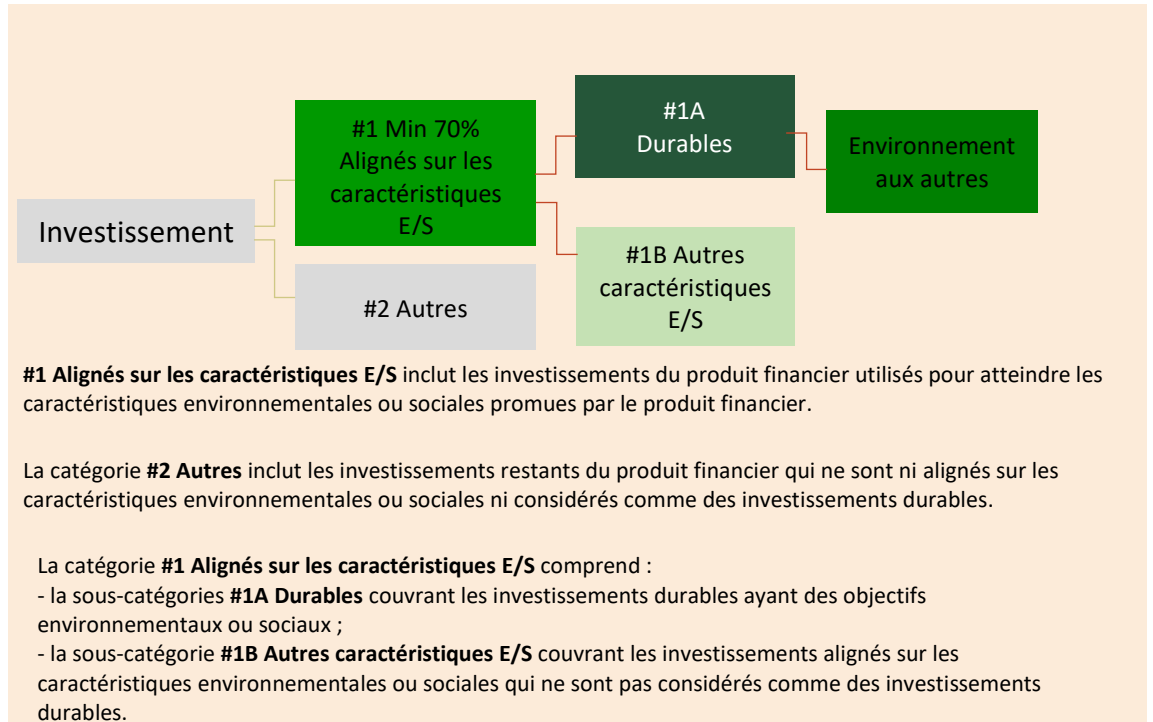 #1 Min 70%
Alignés sur les
caractéristiques
E/S
#1A
Durables
Environnement
aux autres
Investissement
#2 Autres
#1B Autres
caractéristiques
E/S
#1 Alignés sur les caractéristiques E/S inclut les investissements du produit financier utilisés pour atteindre les
caractéristiques environnementales ou sociales promues par le produit financier.
La catégorie #2 Autres inclut les investissements restants du produit financier qui ne sont ni alignés sur les
caractéristiques environnementales ou sociales ni considérés comme des investissements durables.
La catégorie #1 Alignés sur les caractéristiques E/S comprend :
- la sous-catégories #1A Durables couvrant les investissements durables ayant des objectifs
environnementaux ou sociaux ;
- la sous-catégorie #1B Autres caractéristiques E/S couvrant les investissements alignés sur les
caractéristiques environnementales ou sociales qui ne sont pas considérés comme des investissements
durables.